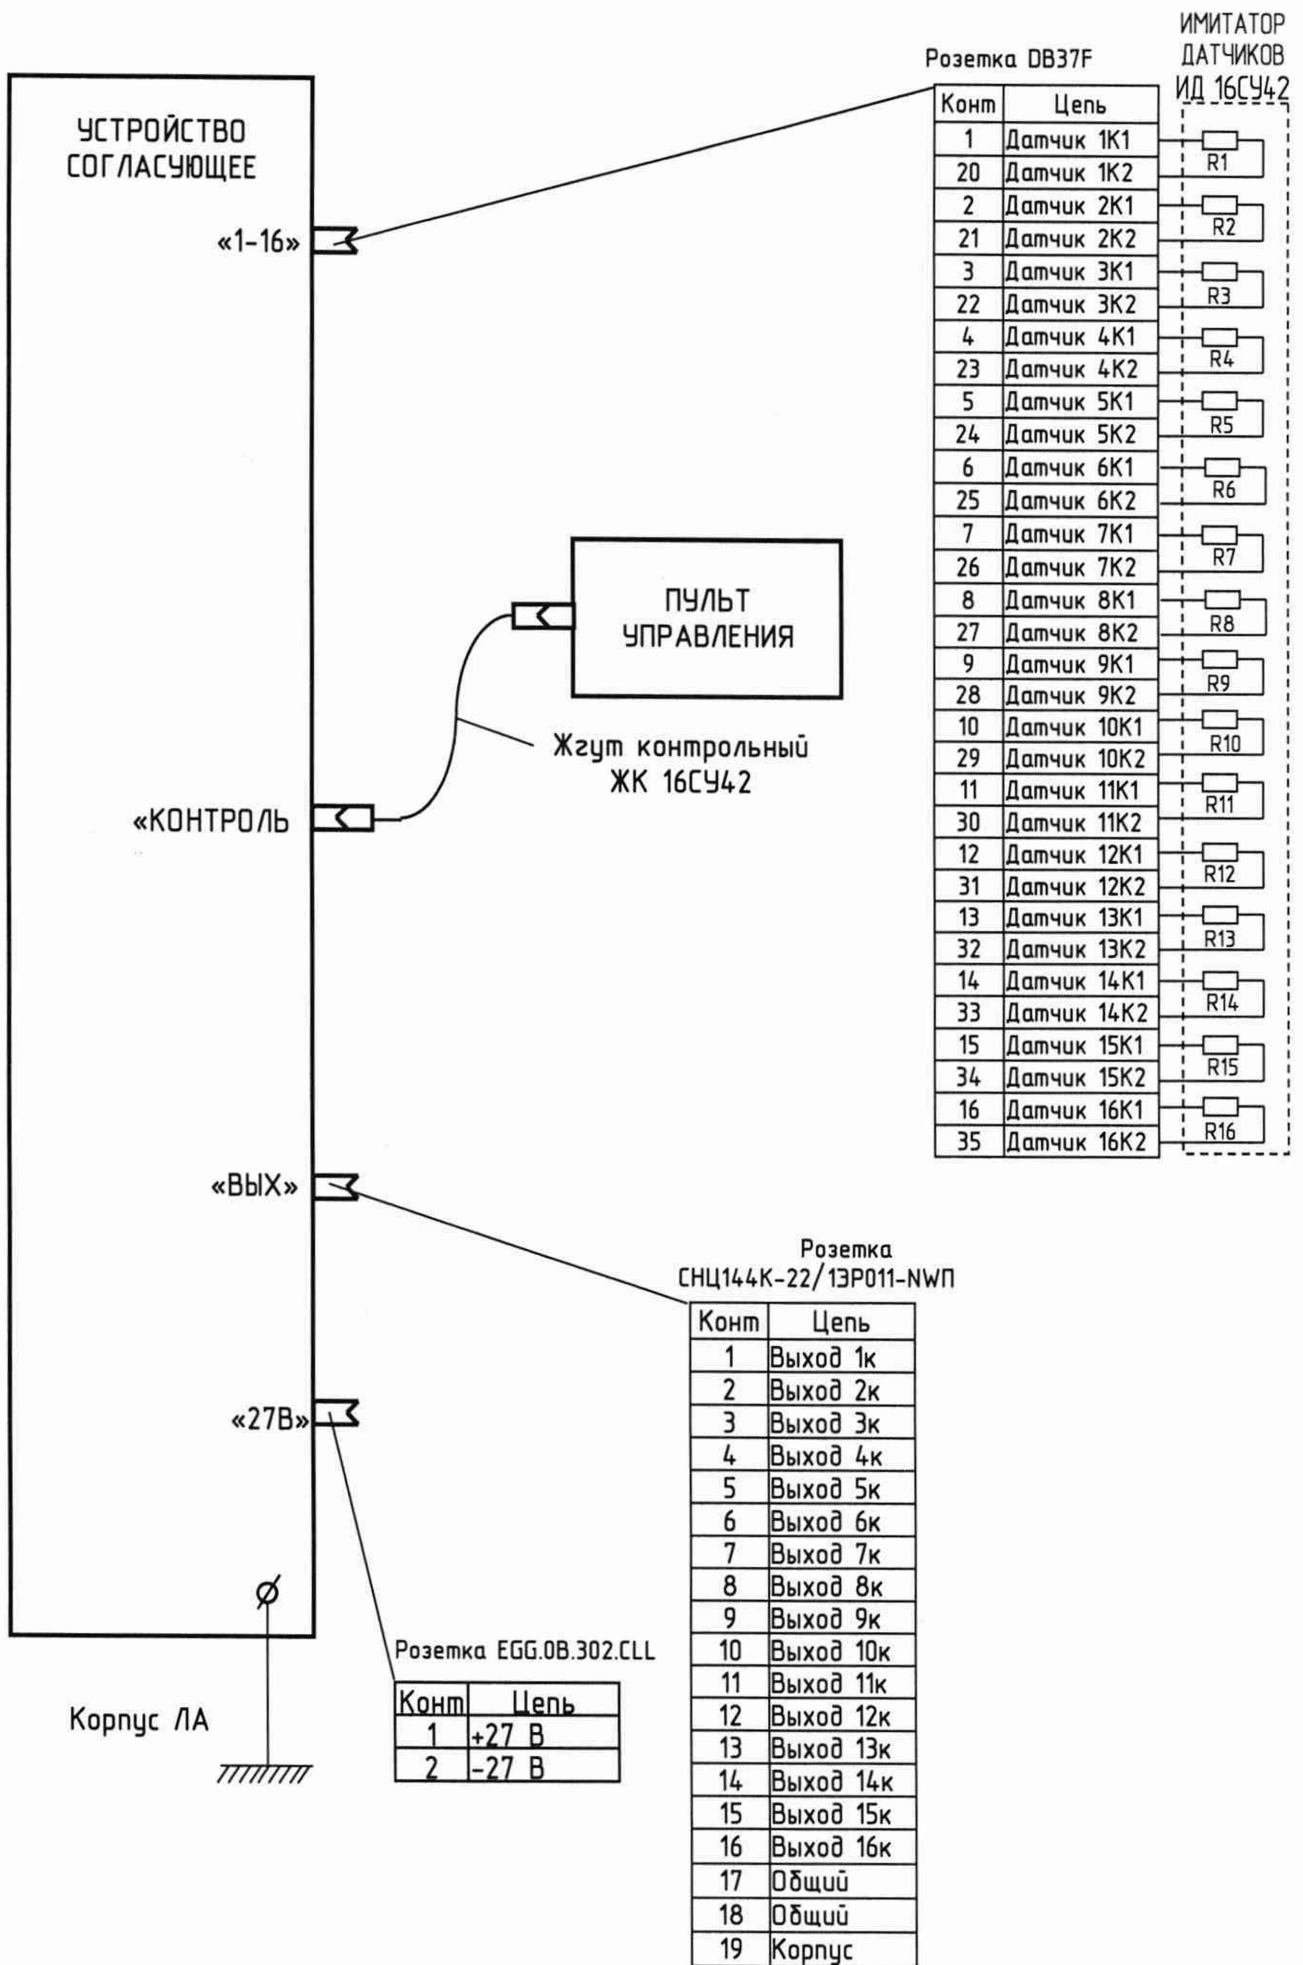 ИМИТАТОР
ДАТЧИКОВ
ИД 16СУ42
Розетка DB37F
Конт Цепь
1 Датчик 1К1
20 Датчик 1К2
R1
2 Датчик 2К1
21 Датчик 2К2
R2
3 Датчик 3К1
22 Датчик 3К2
R3
4 Датчик 4К1
23 Датчик 4К2
R4
5 Датчик 5К1
24 Датчик 5К2
R5
6 Датчик 6К1
25 Датчик 6К2
R6
7 Датчик 7К1
26 Датчик 7К2
R7
8 Датчик 8К1
27 Датчик 8К2
R8
9 Датчик 9К1
28 Датчик 9К2
R9
10 Датчик 10К1
29 Датчик 10К2
R10
11 Датчик 11К1
30 Датчик 11К2
R11
12 Датчик 12К1
31 Датчик 12К2
R12
13 Датчик 13К1
32 Датчик 13К2
R13
14 Датчик 14К1
33 Датчик 14К2
R14
15 Датчик 15К1
34 Датчик 15К2
R15
16 Датчик 16К1
35 Датчик 16К2
R16
УСТРОЙСТВО
СОГЛАСУЮЩЕЕ
«1-16»
ПУЛЬТ
УПРАВЛЕНИЯ
Жгут контрольный
ЖК 16СУ42
«КОНТРОЛЬ
«ВЫХ»
«27В»
Розетка
СНЦ144К-22/13Р011-NWП
Конт Цепь
1 Выход 1к
2 Выход 2к
3 Выход 3к
4 Выход 4к
5 Выход 5к
6 Выход 6к
7 Выход 7к
8 Выход 8к
9 Выход 9к
10 Выход 10к
11 Выход 11к
12 Выход 12к
13 Выход 13к
14 Выход 14к
15 Выход 15к
16 Выход 16к
17 Общий
18 Общий
19 Корпус
Розетка EGG.0B.302.CLL
Конт Цепь
1 +27 В
2 -27 В
Корпус ЛА